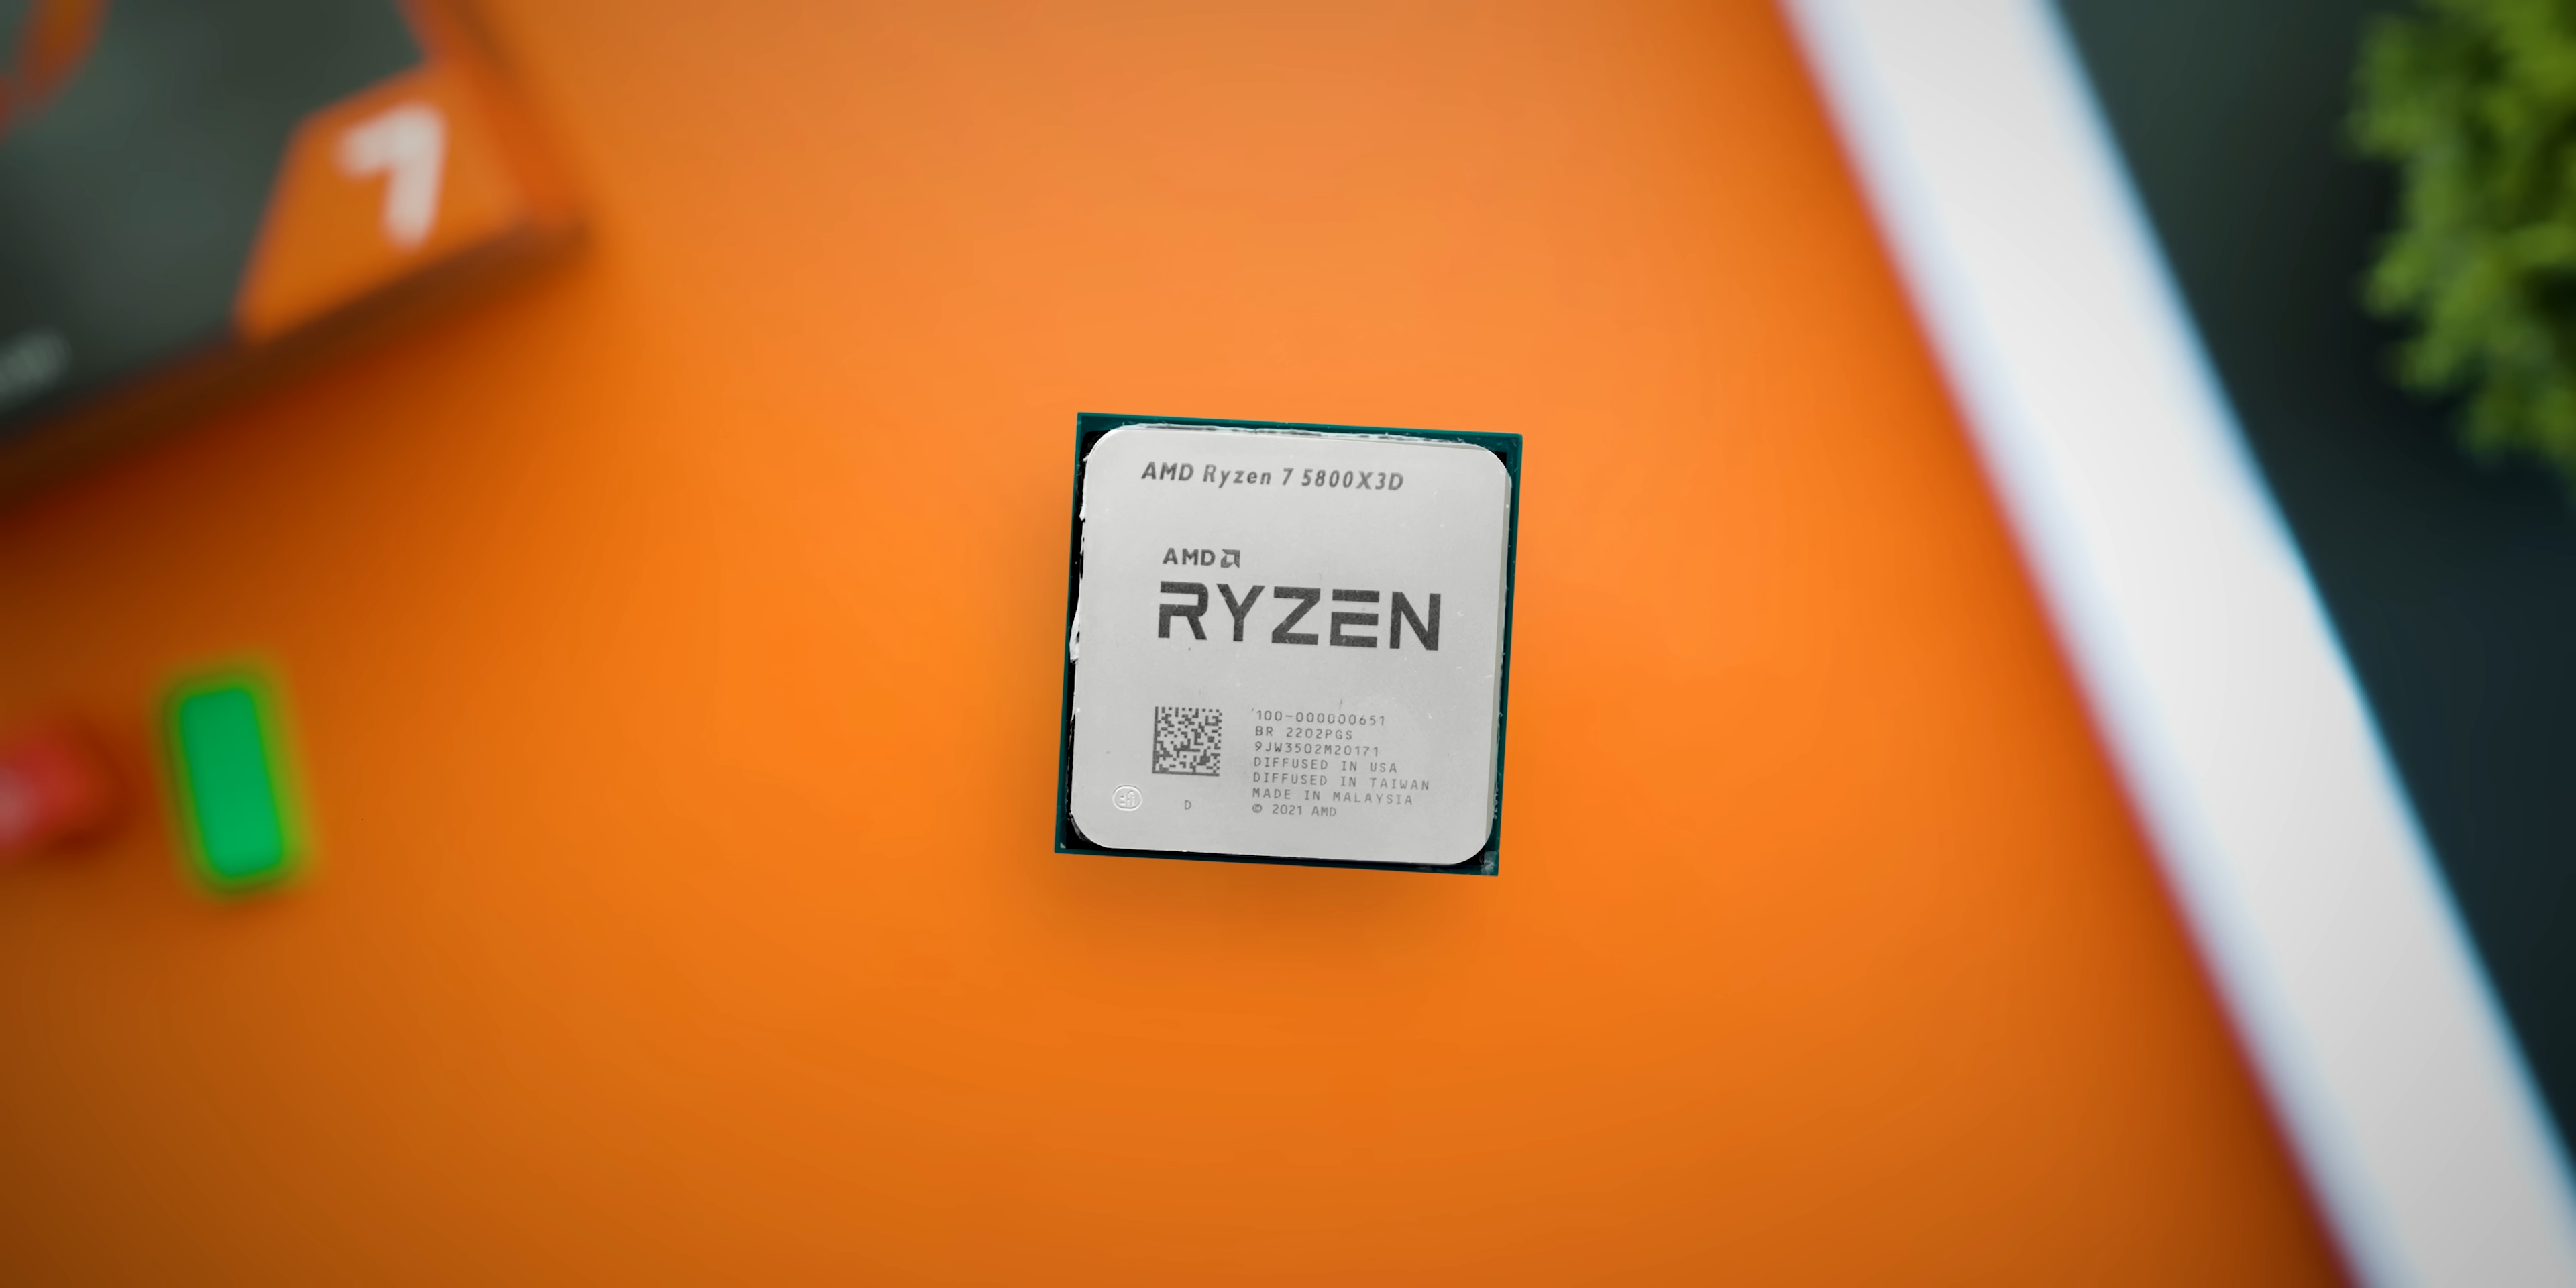 7
AMD Ryzen 7 5800X3D
AMD
RYZEN
100-000000651
BR 2202PGS
9JW3502M20171
DIFFUSED IN USA
DIFFUSED IN TAIWAN
MADE IN MALAYSIA
© 2021 AMD
D